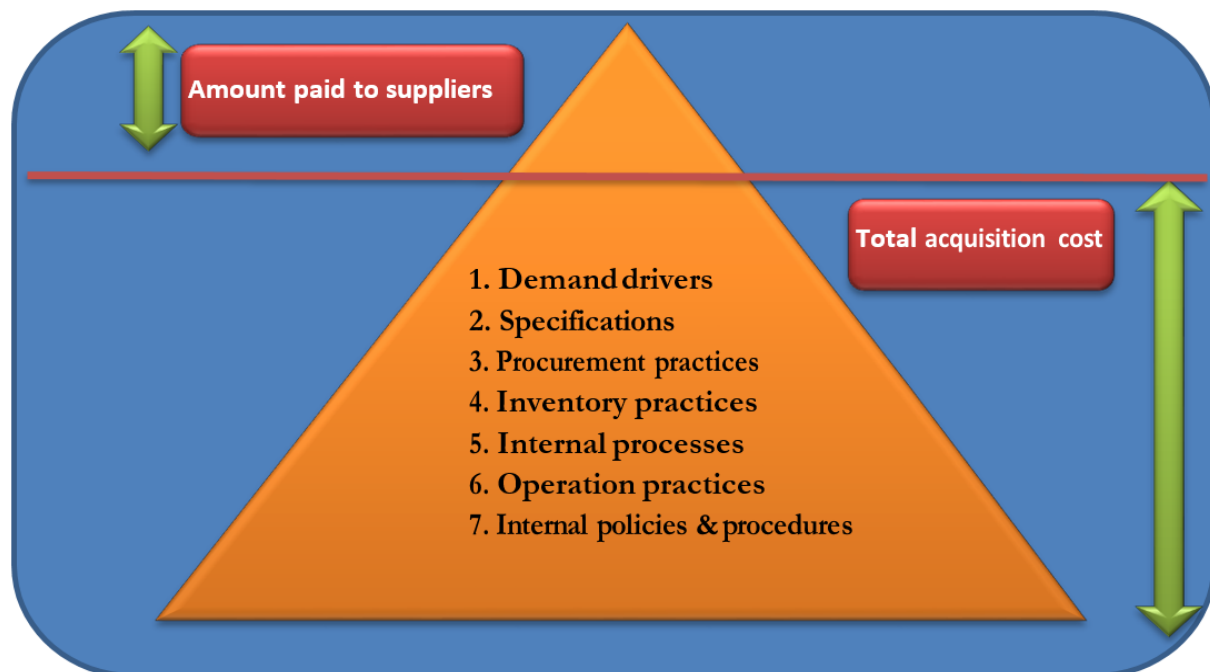 Amount paid to suppliers
Total acquisition cost
1. Demand drivers
2. Specifications
3. Procurement practices
4. Inventory practices
5. Internal processes
6. Operation practices
7. Internal policies & procedures